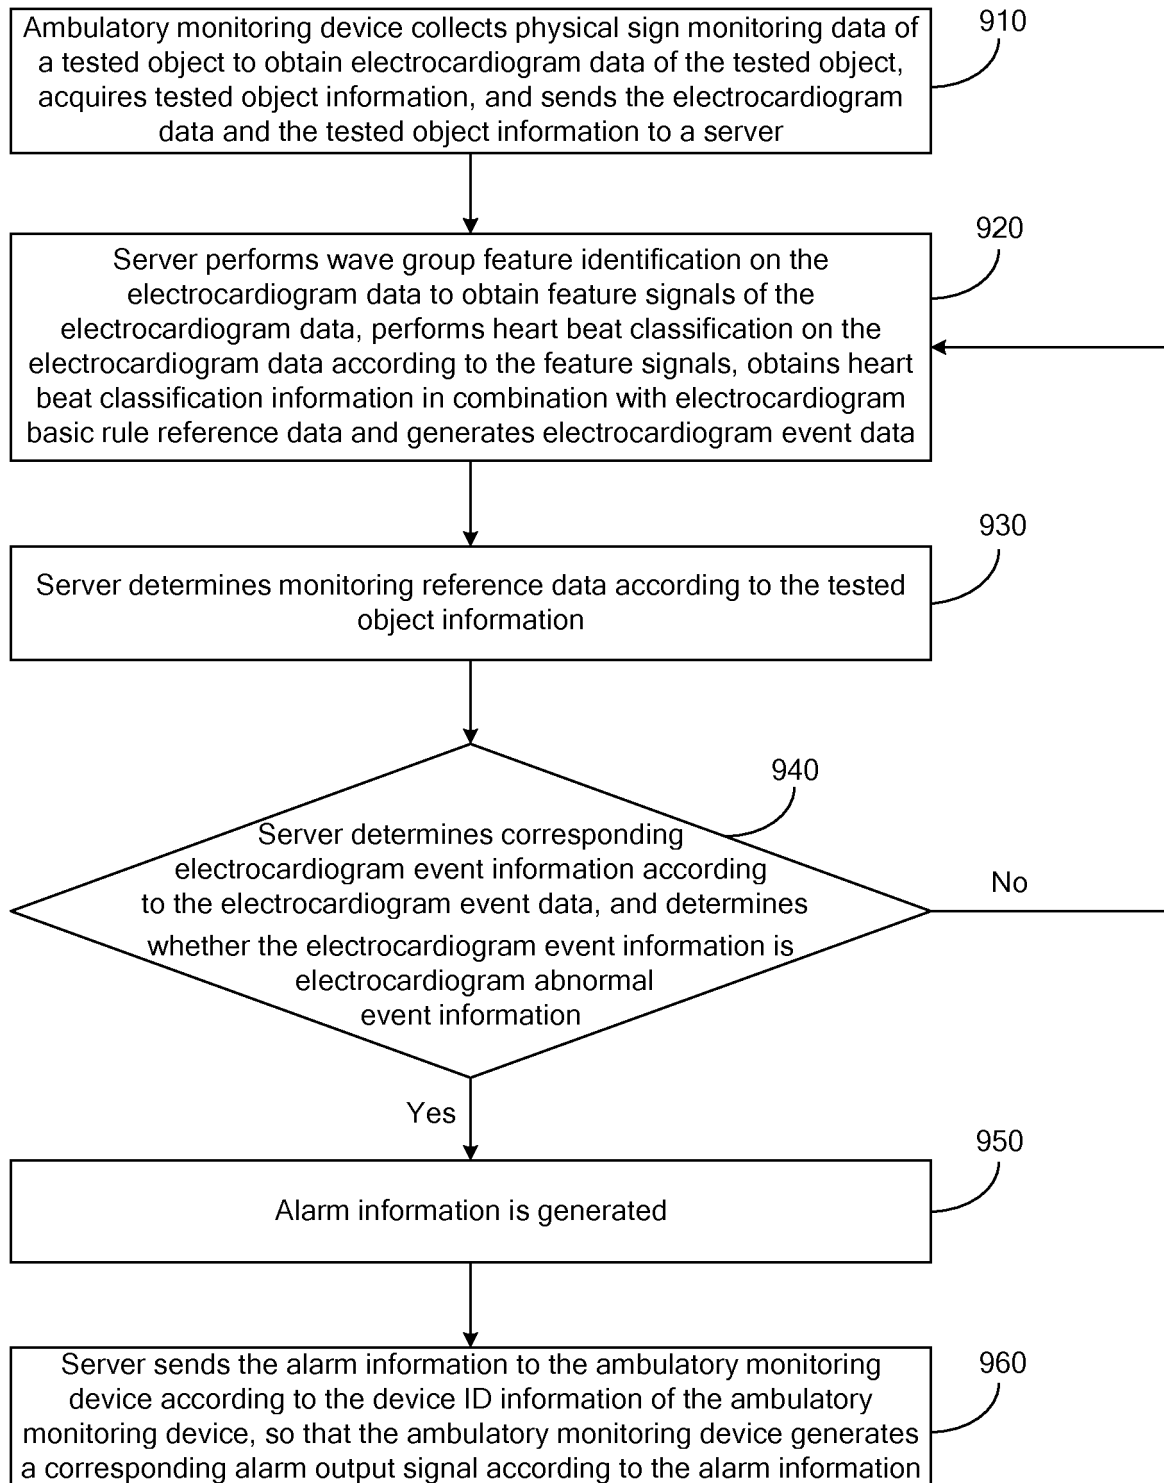 Ambulatory monitoring device collects physical sign monitoring data of
a tested object to obtain electrocardiogram data of the tested object,
acquires tested object information, and sends the electrocardiogram
data and the tested object information to a server
910
Server performs wave group feature identification on the
electrocardiogram data to obtain feature signals of the
electrocardiogram data, performs heart beat classification on the
electrocardiogram data according to the feature signals, obtains heart
beat classification information in combination with electrocardiogram
basic rule reference data and generates electrocardiogram event data
920
Server determines monitoring reference data according to the tested
object information
930
Server determines corresponding
electrocardiogram event information according
to the electrocardiogram event data, and determines
whether the electrocardiogram event information is
electrocardiogram abnormal
event information
940
No
Yes
Alarm information is generated
950
Server sends the alarm information to the ambulatory monitoring
device according to the device ID information of the ambulatory
monitoring device, so that the ambulatory monitoring device generates
a corresponding alarm output signal according to the alarm information
960